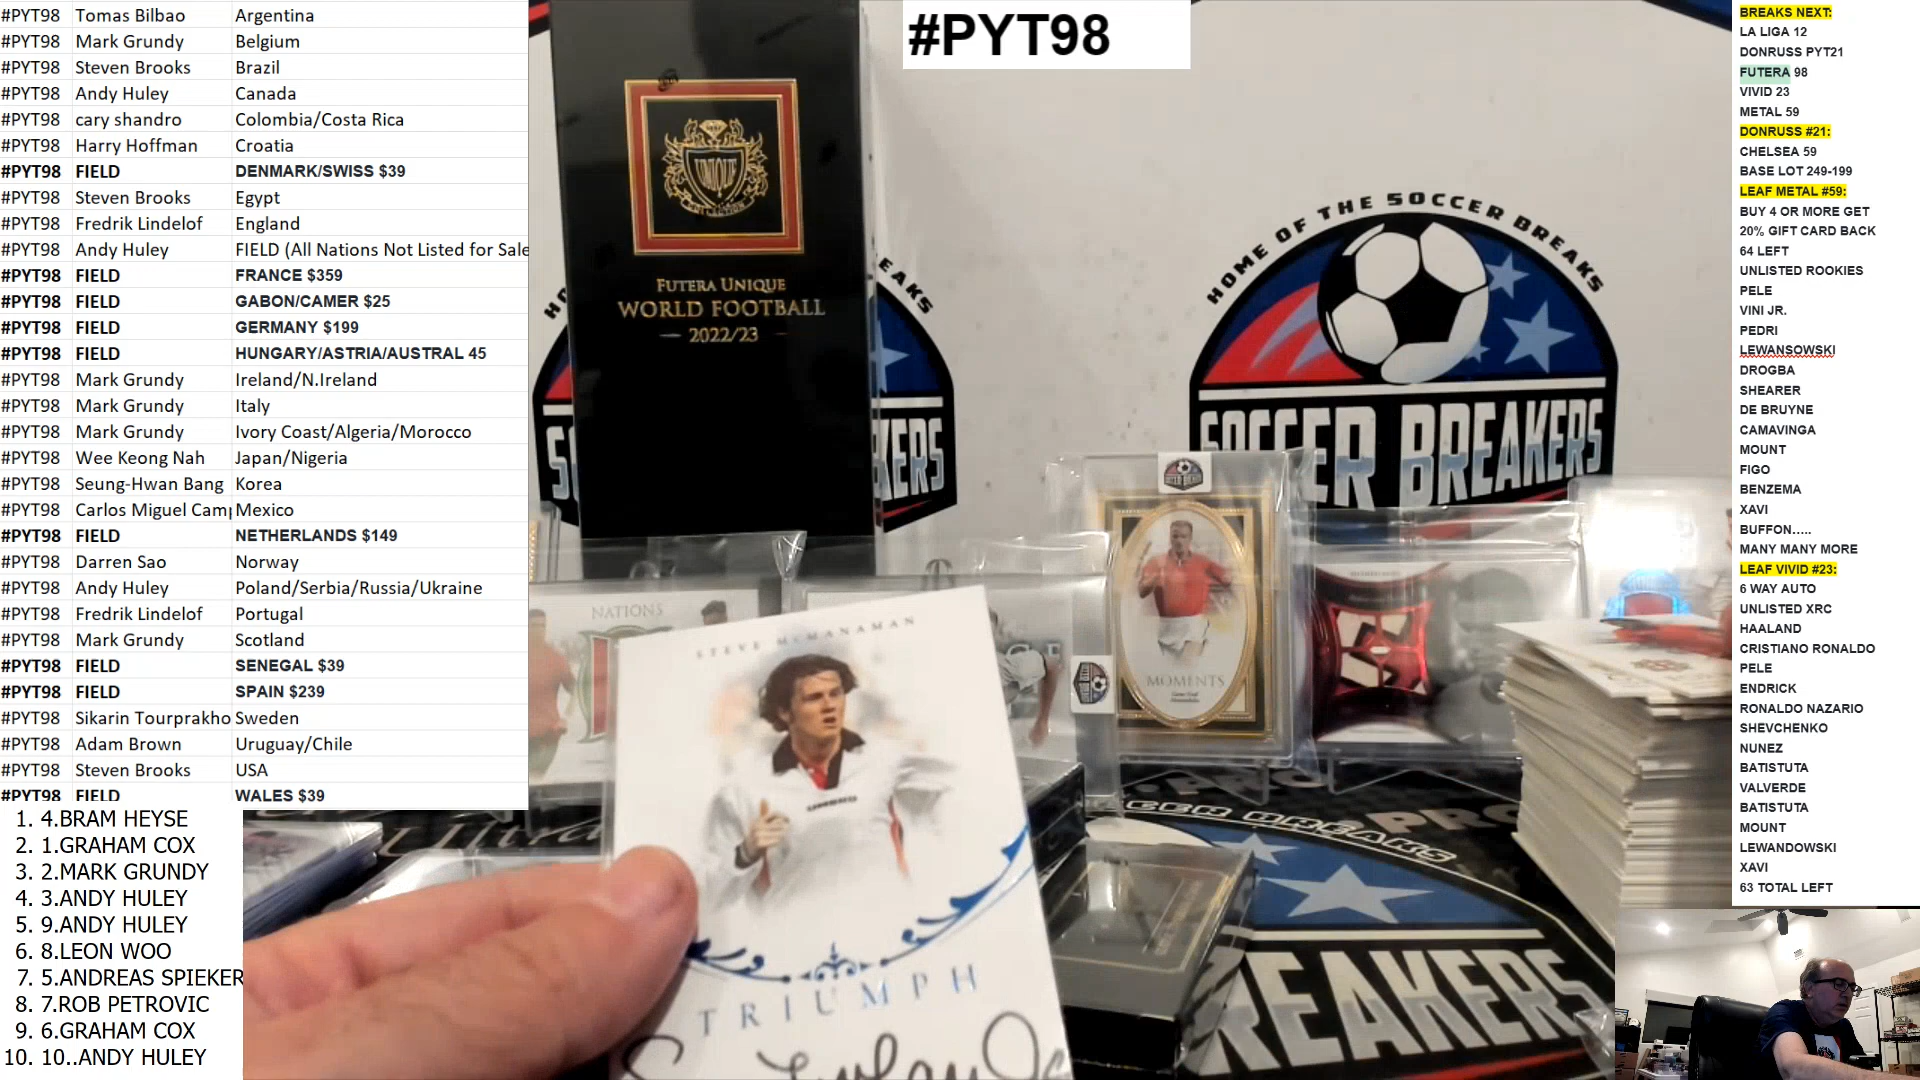 #PYT98 Tomas Bilbao Argentina
#PYT98 Mark Grundy Belgium
#PYT98 Steven Brooks Brazil
#PYT98 Andy Huley Canada
#PYT98 cary shandro Colombia/Costa Rica
#PYT98 Harry Hoffman Croatia
#PYT98 FIELD DENMARK/SWISS $39
#PYT98 Steven Brooks Egypt
#PYT98 Fredrik Lindelof England
#PYT98 Andy Huley FIELD (All Nations Not Listed for Sale
#PYT98 FIELD FRANCE $359
#PYT98 FIELD GABON/CAMER $25
#PYT98 FIELD GERMANY $199
#PYT98 FIELD HUNGARY/ASTRIA/AUSTRAL 45
#PYT98 Mark Grundy Ireland/N.Ireland
#PYT98 Mark Grundy Italy
#PYT98 Mark Grundy Ivory Coast/Algeria/Morocco
#PYT98 Wee Keong Nah Japan/Nigeria
#PYT98 Seung-Hwan Bang Korea
#PYT98 Carlos Miguel Camp Mexico
#PYT98 FIELD NETHERLANDS $149
#PYT98 Darren Sao Norway
#PYT98 Andy Huley Poland/Serbia/Russia/Ukraine
#PYT98 Fredrik Lindelof Portugal
#PYT98 Mark Grundy Scotland
#PYT98 FIELD SENEGAL $39
#PYT98 FIELD SPAIN $239
#PYT98 Sikarin Tourprakho Sweden
#PYT98 Adam Brown Uruguay/Chile
#PYT98 Steven Brooks USA
#PYT98 FIELD WALES $39
1. 4.BRAM HEYSE
2. 1.GRAHAM COX
3. 2.MARK GRUNDY
4. 3.ANDY HULEY
5. 9.ANDY HULEY
6. 8.LEON WOO
7. 5.ANDREAS SPIEKER
8. 7.ROB PETROVIC
9. 6.GRAHAM COX
10. 10..ANDY HULEY
#PYT98
UNIQUE
COLLECTION
FUTERA UNIQUE
WORLD FOOTBALL
2022/23
EAKS
KERS
HOME OF THE SOCCER BREAKS
SOCCER BREAKERS
NATIONS
MOMENTS
STEVE McMANAMAN
UMBRO
TRIUMPH
CCER BREAKS
REAKERS
BREAKS NEXT:
LA LIGA 12
DONRUSS PYT21
FUTERA 98
VIVID 23
METAL 59
DONRUSS #21:
CHELSEA 59
BASE LOT 249-199
LEAF METAL #59:
BUY 4 OR MORE GET
20% GIFT CARD BACK
64 LEFT
UNLISTED ROOKIES
PELE
VINI JR.
PEDRI
LEWANSOWSKI
DROGBA
SHEARER
DE BRUYNE
CAMAVINGA
MOUNT
FIGO
BENZEMA
XAVI
BUFFON.....
MANY MANY MORE
LEAF VIVID #23:
6 WAY AUTO
UNLISTED XRC
HAALAND
CRISTIANO RONALDO
PELE
ENDRICK
RONALDO NAZARIO
SHEVCHENKO
NUNEZ
BATISTUTA
VALVERDE
BATISTUTA
MOUNT
LEWANDOWSKI
XAVI
63 TOTAL LEFT